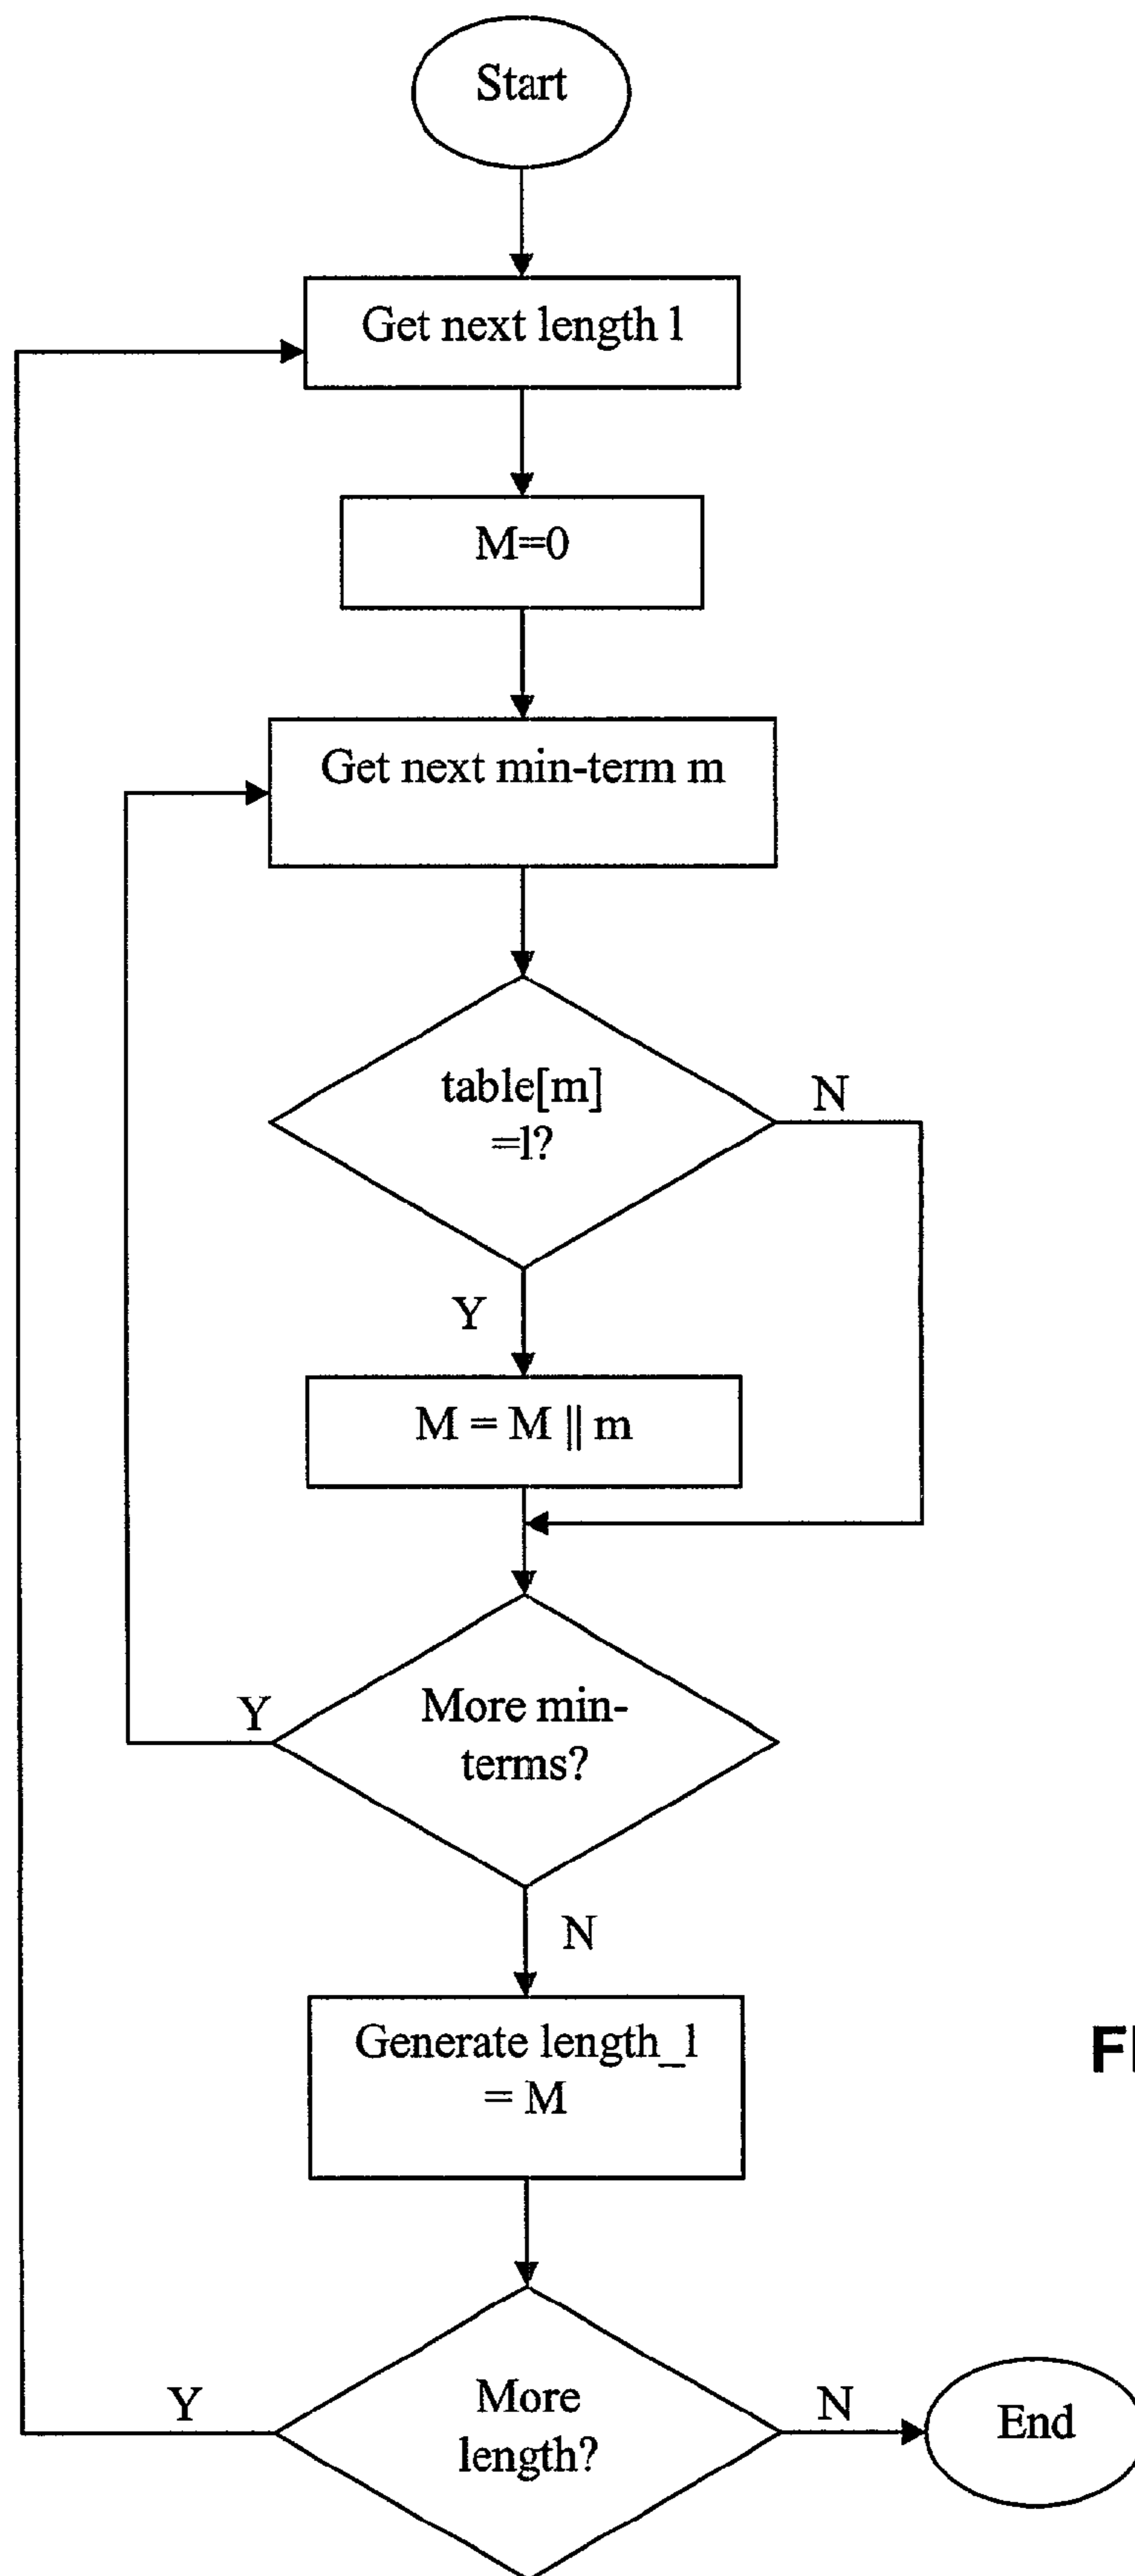 Start
Get next length l
M=0
Get next min-term m
table[m]
=l?
N
Y
M = M || m
More min-
terms?
Y
N
Generate length_l
= M
More
length?
Y
N
End